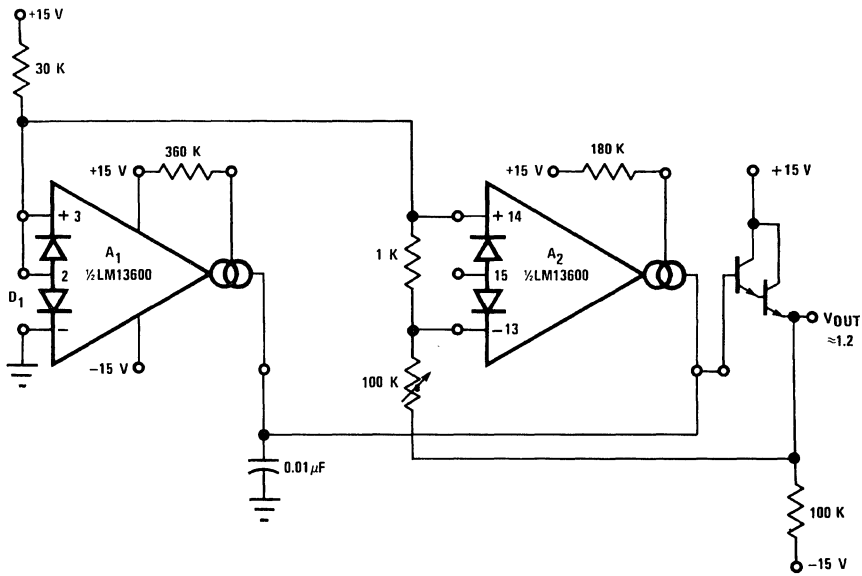 +15 V
30 K
+15 V
360 K
+ 3
A1
½LM13600
2
D1
−
−15 V
0.01 μF
+15 V
180 K
+ 14
A2
½LM13600
15
1 K
−13
100 K
+15 V
VOUT
≈1.2
100 K
−15 V